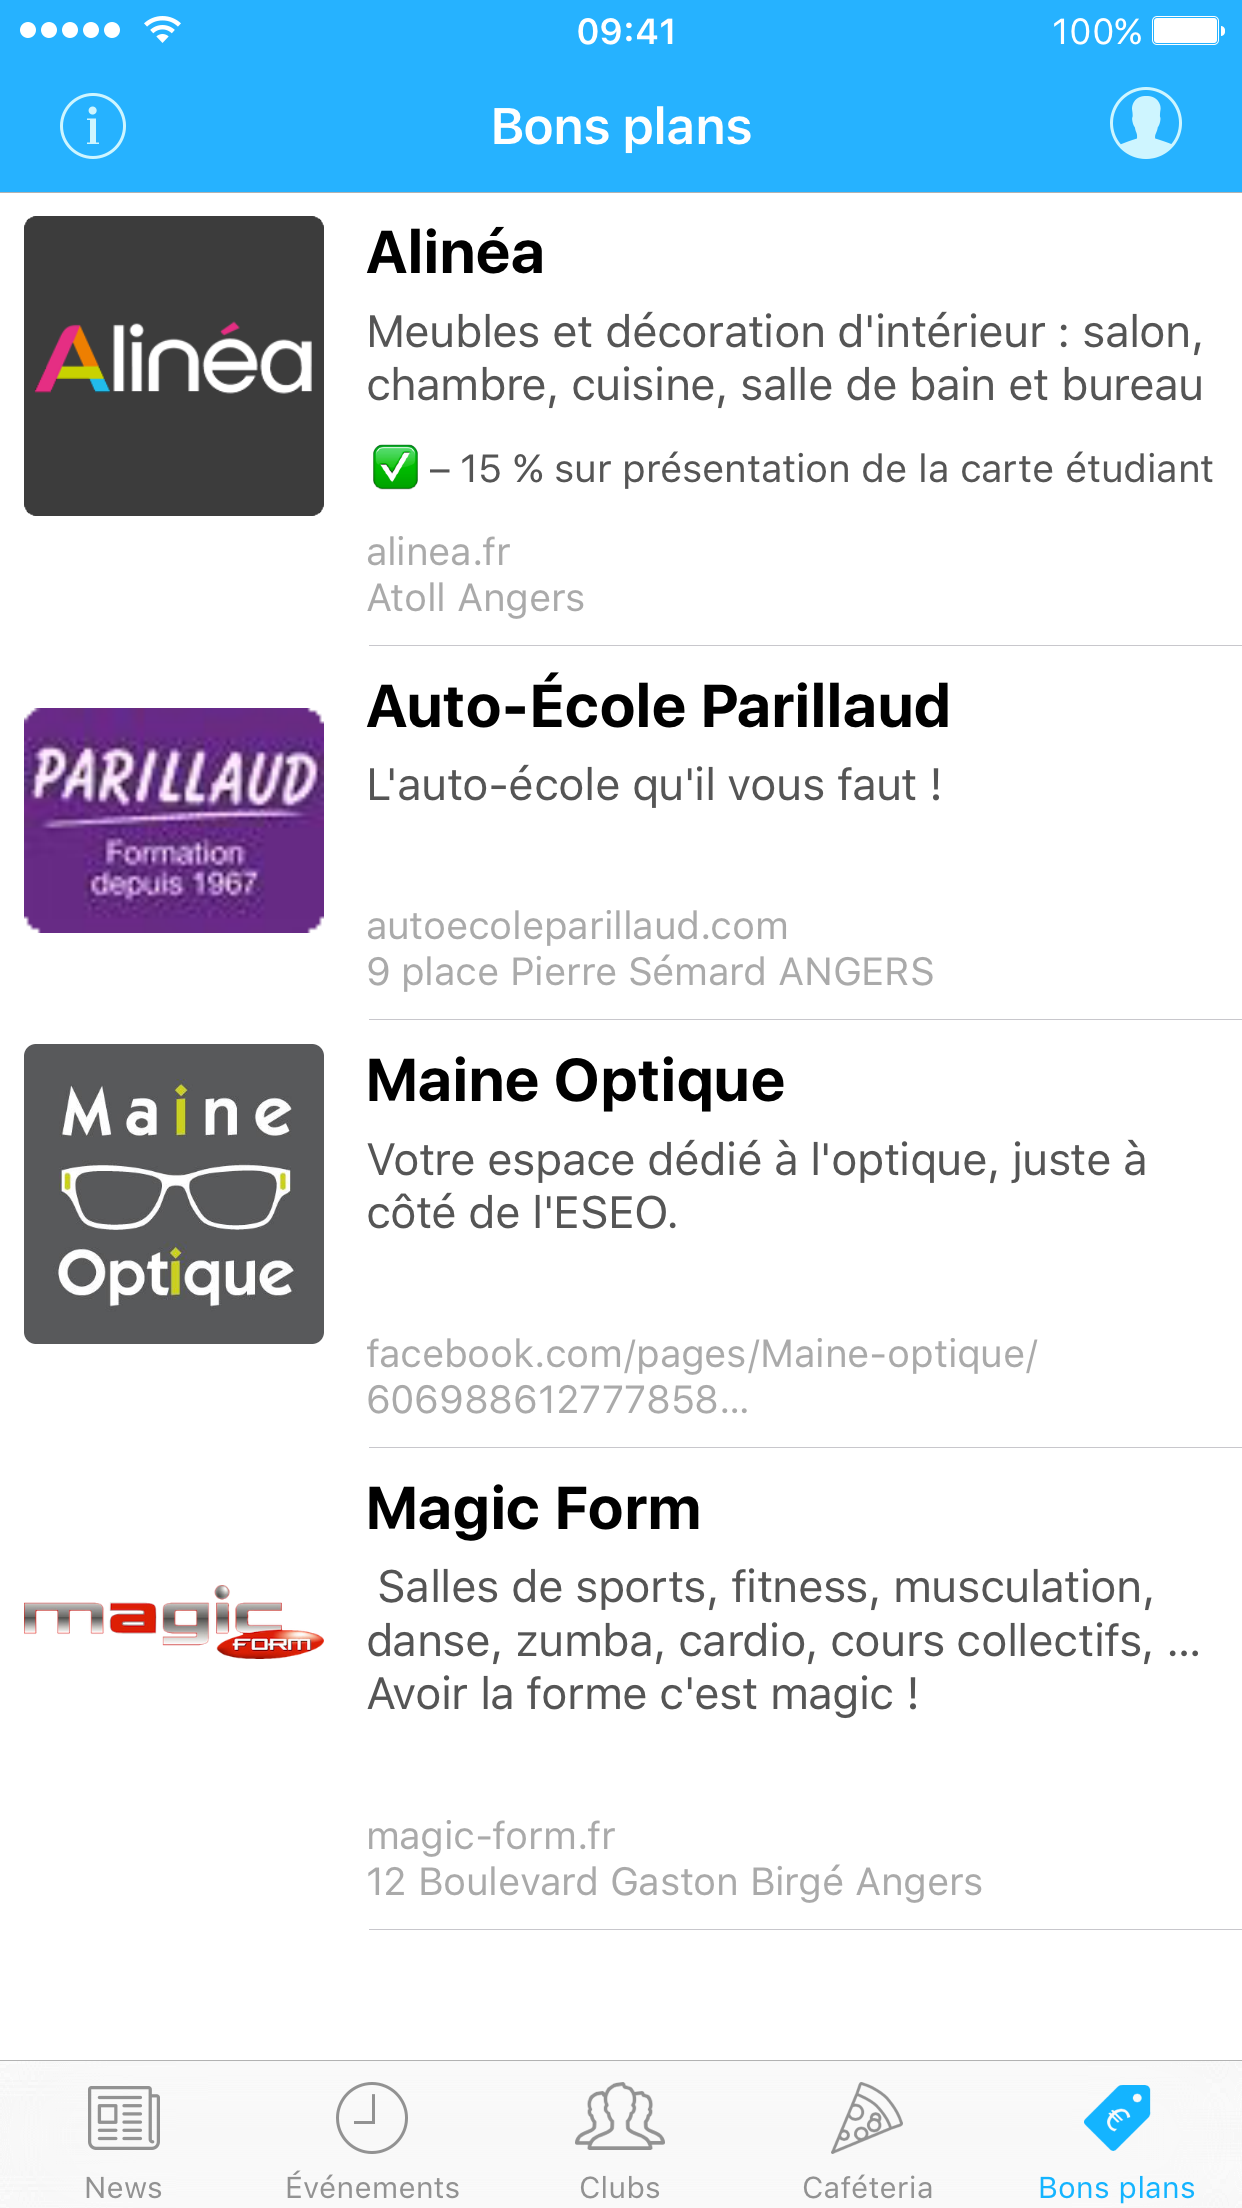 09:41
100%
Bons plans
Alinéa
Alinéa
Meubles et décoration d'intérieur : salon,
chambre, cuisine, salle de bain et bureau
✅ – 15 % sur présentation de la carte étudiant
alinea.fr
Atoll Angers
PARILLAUD
Formation
depuis 1967
Auto-École Parillaud
L'auto-école qu'il vous faut !
autoecoleparillaud.com
9 place Pierre Sémard ANGERS
Maine
Optique
Maine Optique
Votre espace dédié à l'optique, juste à
côté de l'ESEO.
facebook.com/pages/Maine-optique/
606988612777858...
magic
FORM
Magic Form
Salles de sports, fitness, musculation,
danse, zumba, cardio, cours collectifs, ...
Avoir la forme c'est magic !
magic-form.fr
12 Boulevard Gaston Birgé Angers
News
Événements
Clubs
Caféteria
Bons plans